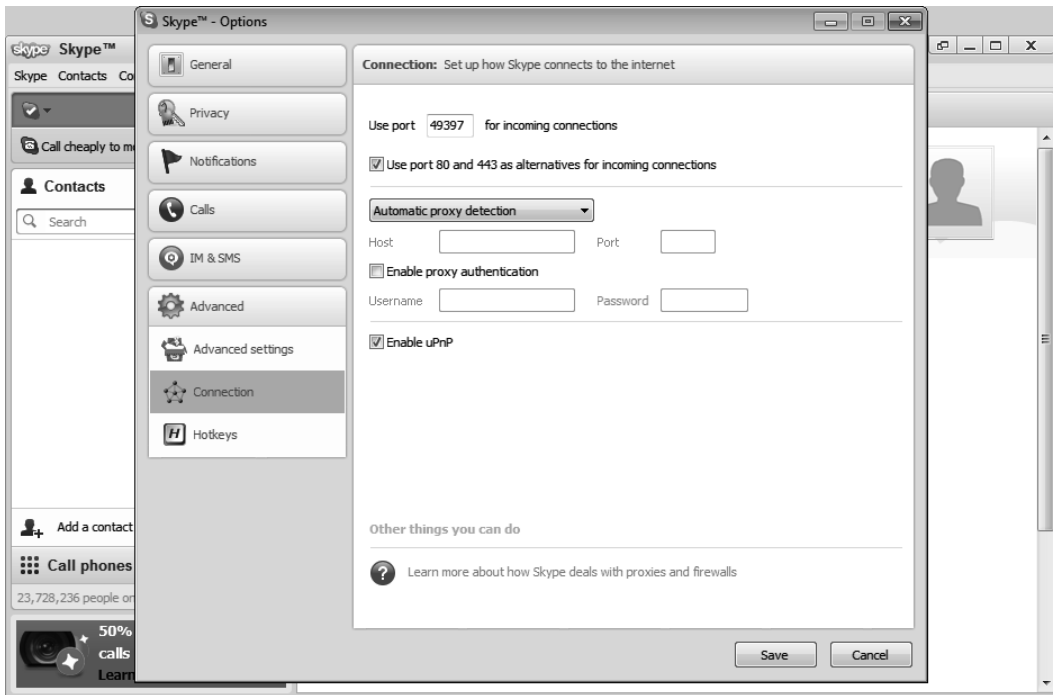 Skype™ - Options
skype Skype™
Skype Contacts Co
Call cheaply to m
Contacts
Search
Add a contact
Call phones
23,728,236 people on
50%
calls
Learn
General
Privacy
Notifications
Calls
IM & SMS
Advanced
Advanced settings
Connection
H Hotkeys
Connection: Set up how Skype connects to the internet
Use port 49397 for incoming connections
Use port 80 and 443 as alternatives for incoming connections
Automatic proxy detection
Host Port
Enable proxy authentication
Username Password
Enable uPnP
Other things you can do
? Learn more about how Skype deals with proxies and firewalls
Save Cancel